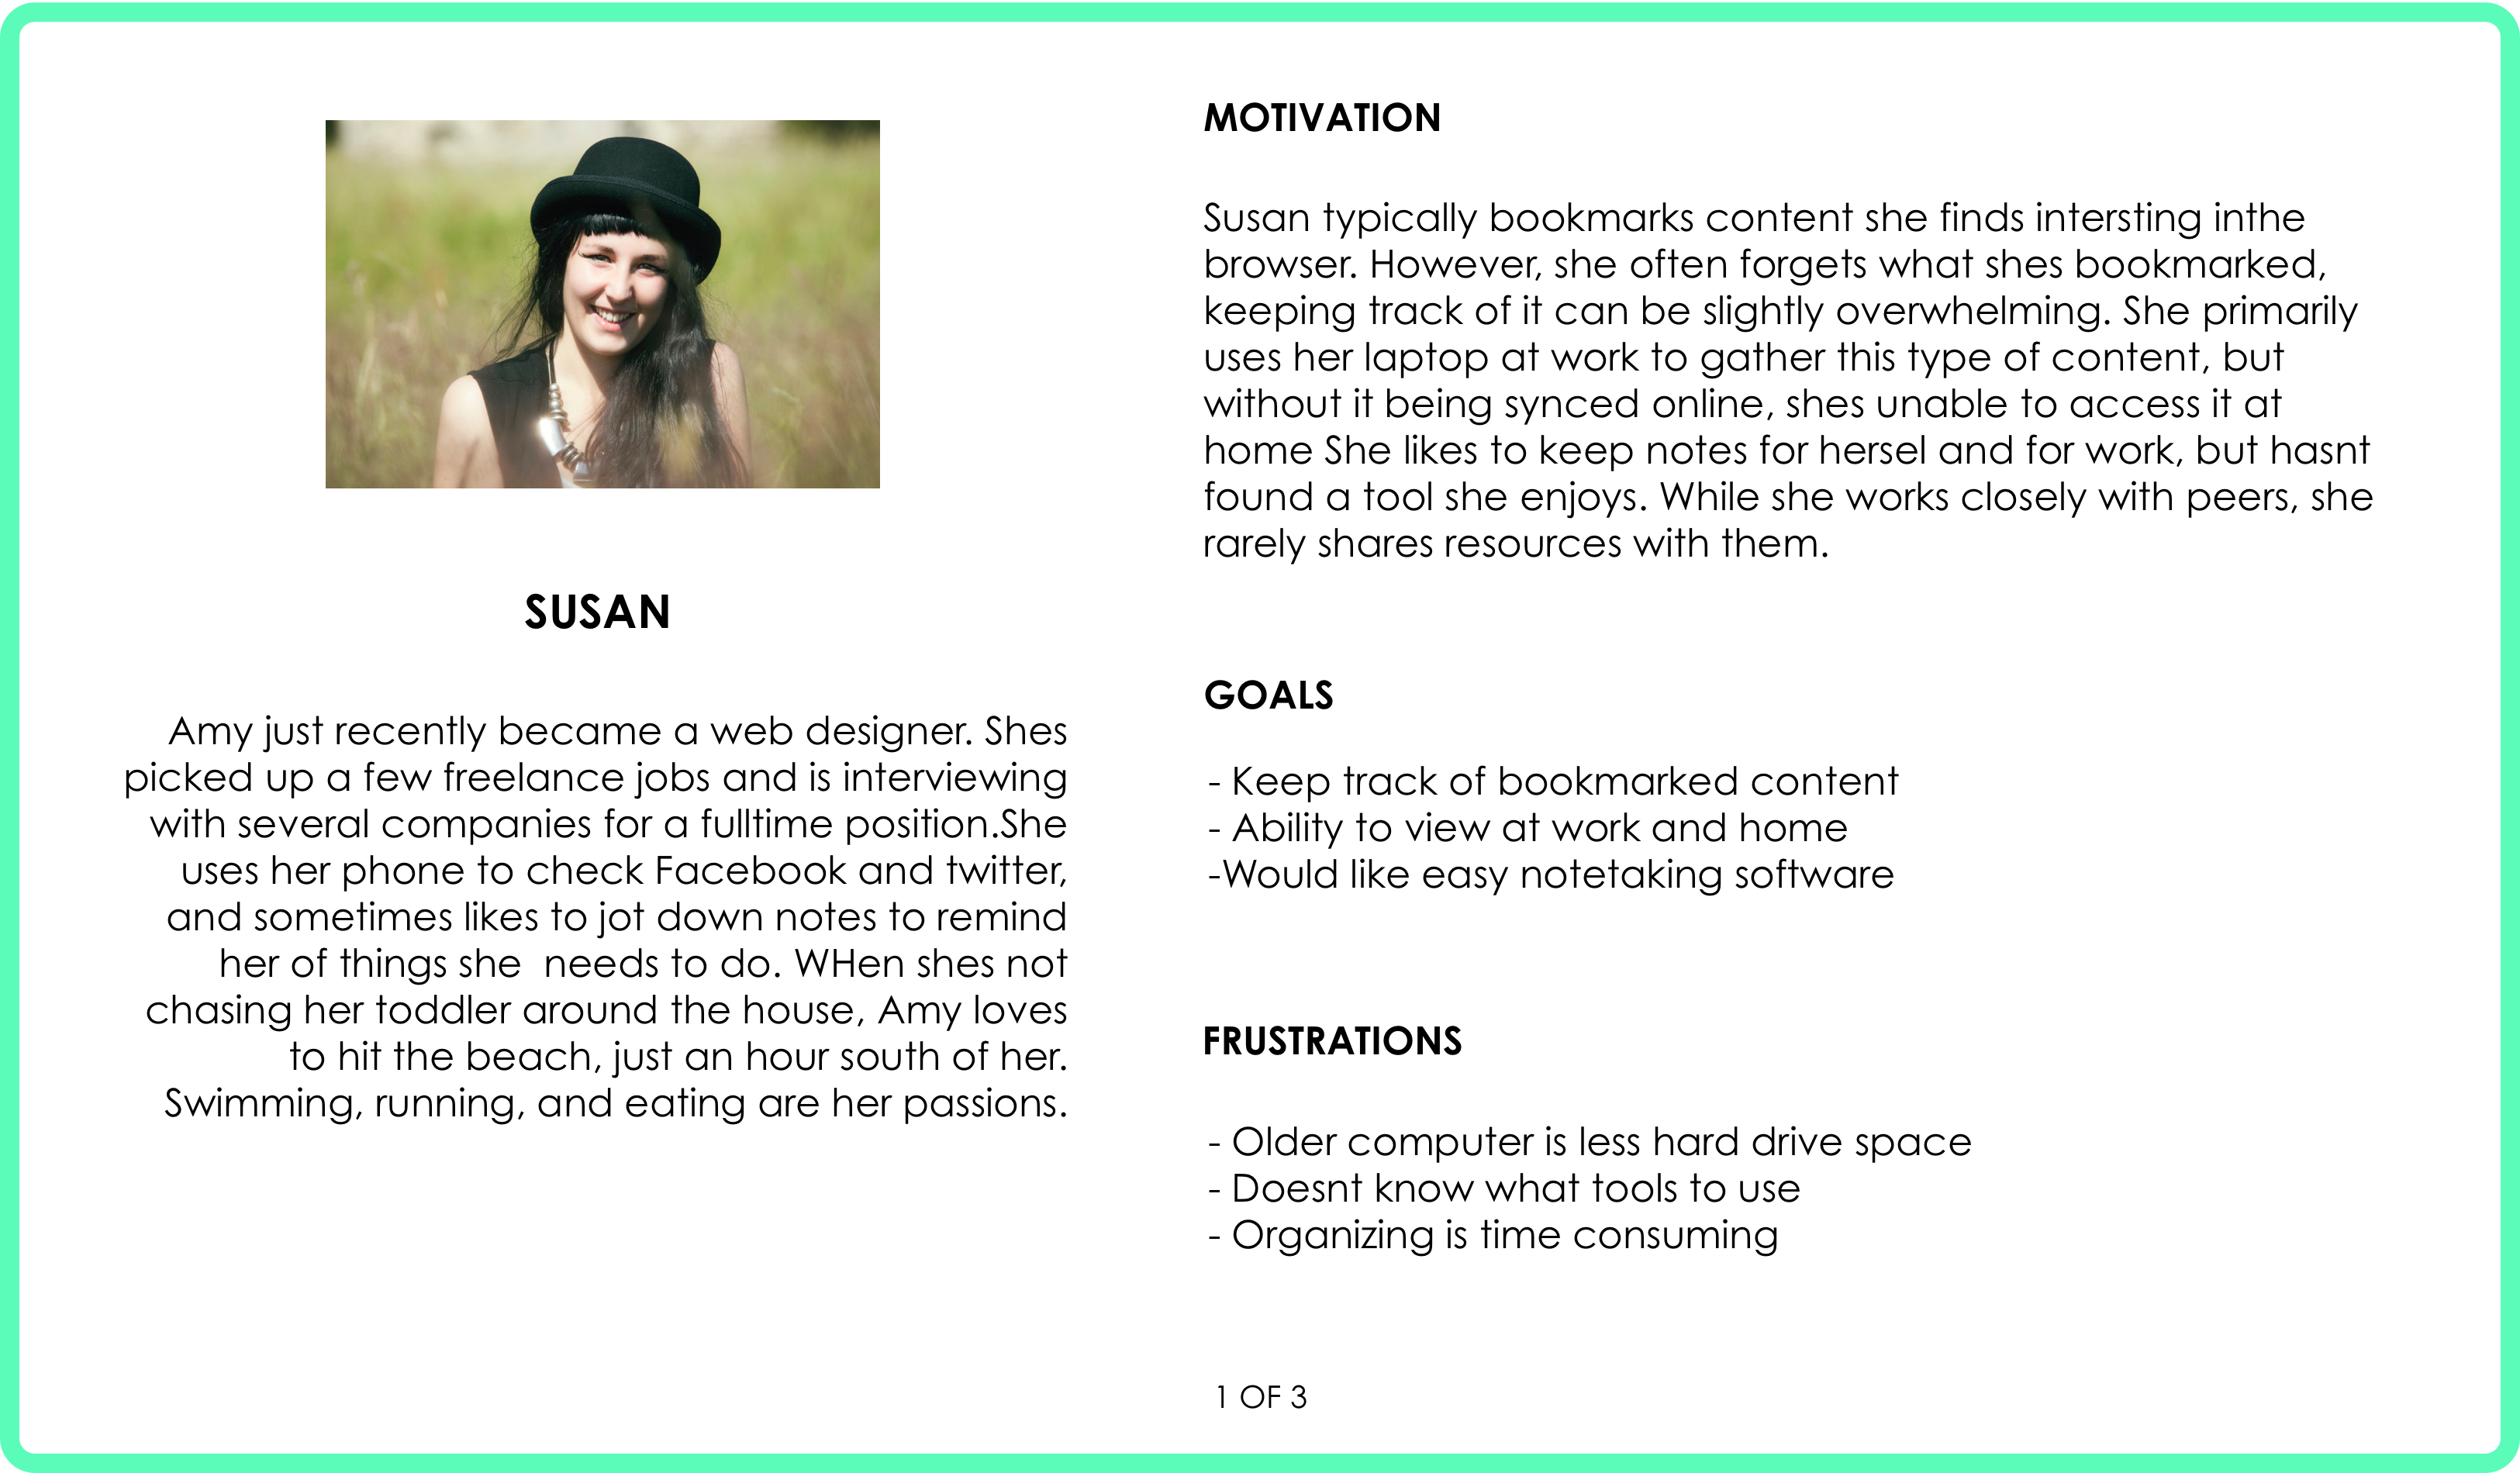 SUSAN
Amy just recently became a web designer. Shes
picked up a few freelance jobs and is interviewing
with several companies for a fulltime position.She
uses her phone to check Facebook and twitter,
and sometimes likes to jot down notes to remind
her of things she  needs to do. WHen shes not
chasing her toddler around the house, Amy loves
to hit the beach, just an hour south of her.
Swimming, running, and eating are her passions.
MOTIVATION
Susan typically bookmarks content she finds intersting inthe
browser. However, she often forgets what shes bookmarked,
keeping track of it can be slightly overwhelming. She primarily
uses her laptop at work to gather this type of content, but
without it being synced online, shes unable to access it at
home She likes to keep notes for hersel and for work, but hasnt
found a tool she enjoys. While she works closely with peers, she
rarely shares resources with them.
GOALS
- Keep track of bookmarked content
- Ability to view at work and home
-Would like easy notetaking software
FRUSTRATIONS
- Older computer is less hard drive space
- Doesnt know what tools to use
- Organizing is time consuming
1 OF 3